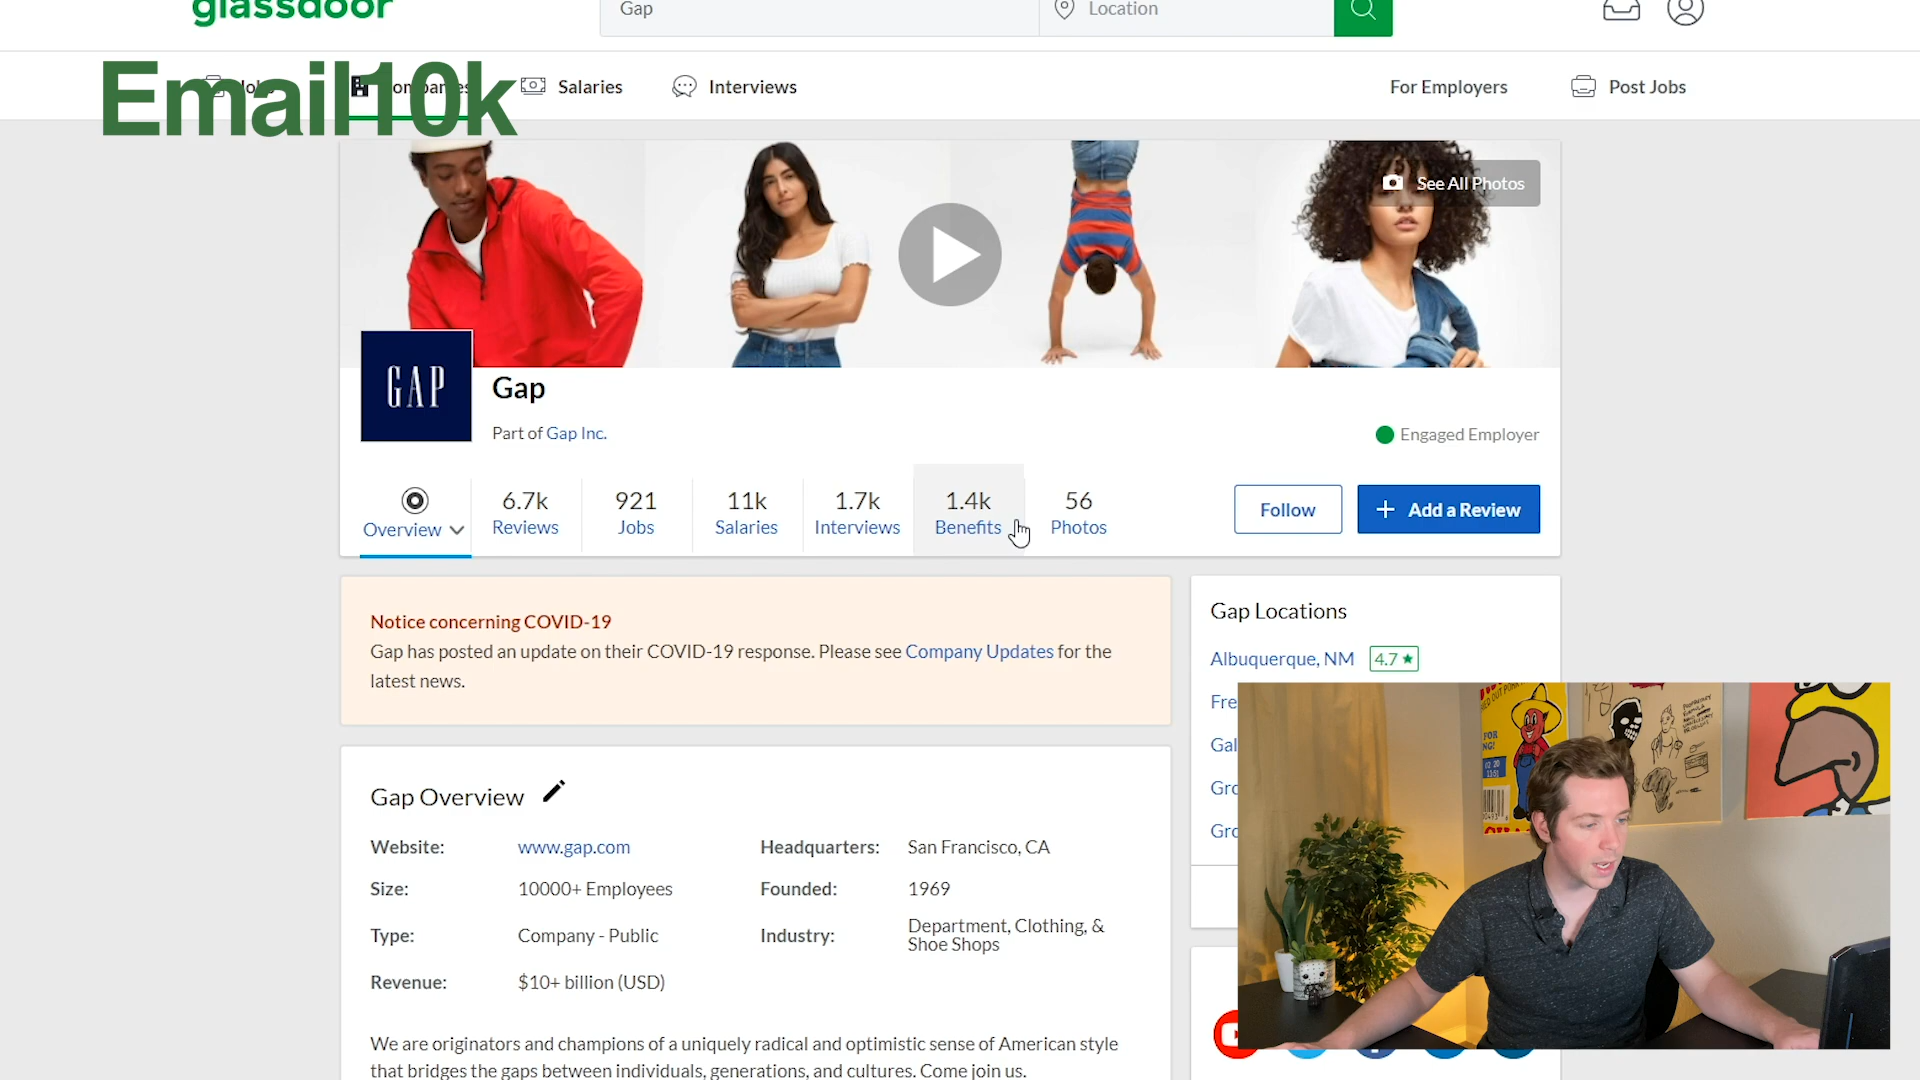 glassdoor
Gap
Location
Email10k
Salaries
Interviews
For Employers
Post Jobs
See All Photos
GAP
Gap
Part of Gap Inc.
Engaged Employer
Overview
6.7k
Reviews
921
Jobs
11k
Salaries
1.7k
Interviews
1.4k
Benefits
56
Photos
Follow
+ Add a Review
Notice concerning COVID-19
Gap has posted an update on their COVID-19 response. Please see Company Updates for the
latest news.
Gap Locations
Albuquerque, NM 4.7 ★
Fre
Gal
Gro
Gro
Gap Overview
Website: www.gap.com
Headquarters: San Francisco, CA
Size: 10000+ Employees
Founded: 1969
Type: Company - Public
Industry: Department, Clothing, &
Shoe Shops
Revenue: $10+ billion (USD)
We are originators and champions of a uniquely radical and optimistic sense of American style
that bridges the gaps between individuals, generations, and cultures. Come join us.
FOR